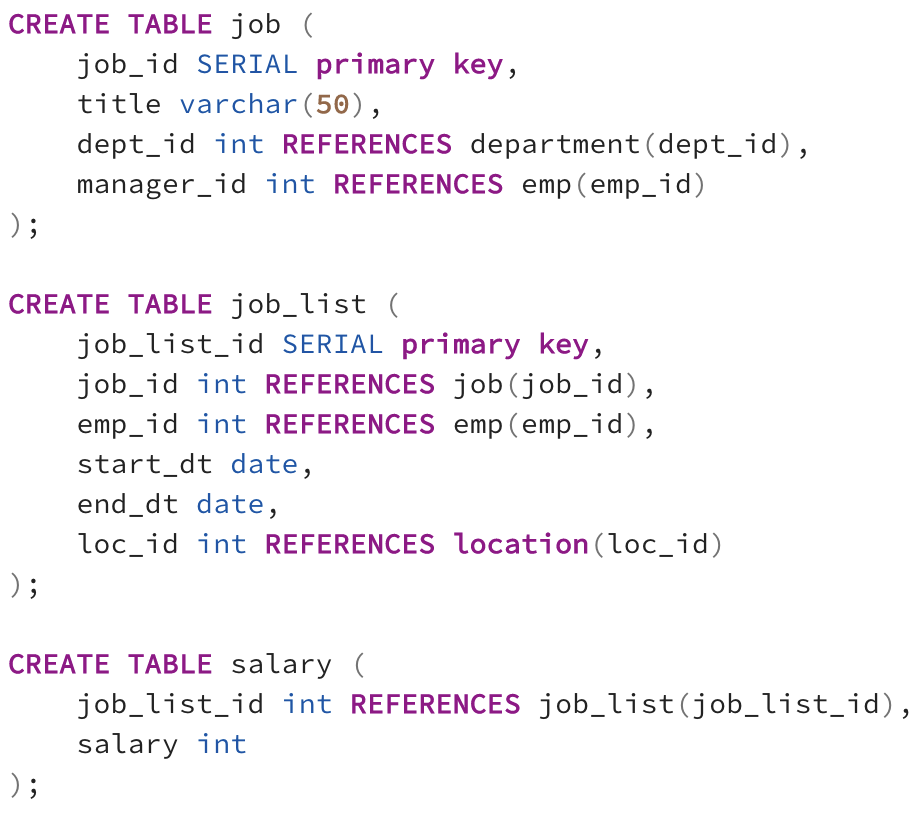 CREATE TABLE job (
    job_id SERIAL primary key,
    title varchar(50),
    dept_id int REFERENCES department(dept_id),
    manager_id int REFERENCES emp(emp_id)
);

CREATE TABLE job_list (
    job_list_id SERIAL primary key,
    job_id int REFERENCES job(job_id),
    emp_id int REFERENCES emp(emp_id),
    start_dt date,
    end_dt date,
    loc_id int REFERENCES location(loc_id)
);

CREATE TABLE salary (
    job_list_id int REFERENCES job_list(job_list_id),
    salary int
);